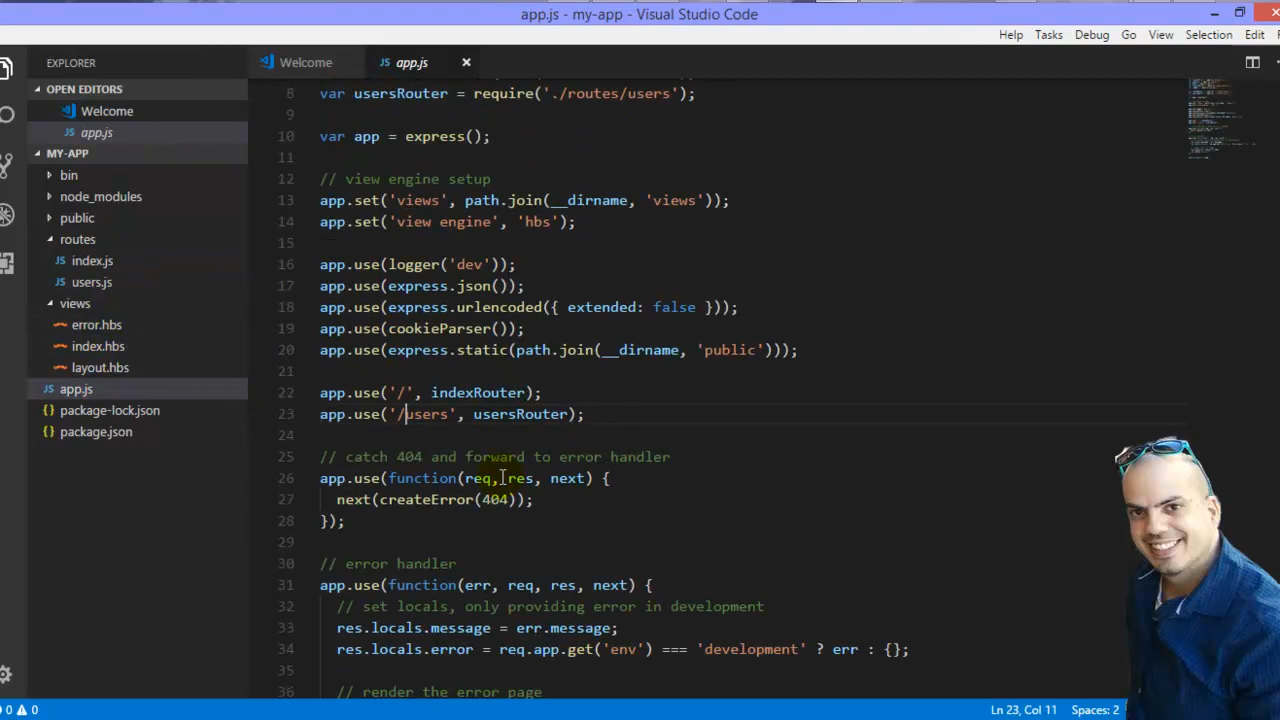 app.js - my-app - Visual Studio Code
Help Tasks Debug Go View Selection Edit
EXPLORER
OPEN EDITORS
Welcome
app.js
MY-APP
bin
node_modules
public
routes
index.js
users.js
views
error.hbs
index.hbs
layout.hbs
app.js
package-lock.json
package.json
Welcome app.js
8 var usersRouter = require('./routes/users');
9
10 var app = express();
11
12 // view engine setup
13 app.set('views', path.join(__dirname, 'views'));
14 app.set('view engine', 'hbs');
15
16 app.use(logger('dev'));
17 app.use(express.json());
18 app.use(express.urlencoded({ extended: false }));
19 app.use(cookieParser());
20 app.use(express.static(path.join(__dirname, 'public')));
21
22 app.use('/', indexRouter);
23 app.use('/users', usersRouter);
24
25 // catch 404 and forward to error handler
26 app.use(function(req, res, next) {
27 next(createError(404));
28 });
29
30 // error handler
31 app.use(function(err, req, res, next) {
32 // set locals, only providing error in development
33 res.locals.message = err.message;
34 res.locals.error = req.app.get('env') === 'development' ? err : {};
35
36 // render the error page
0 0
Ln 23, Col 11 Spaces: 2